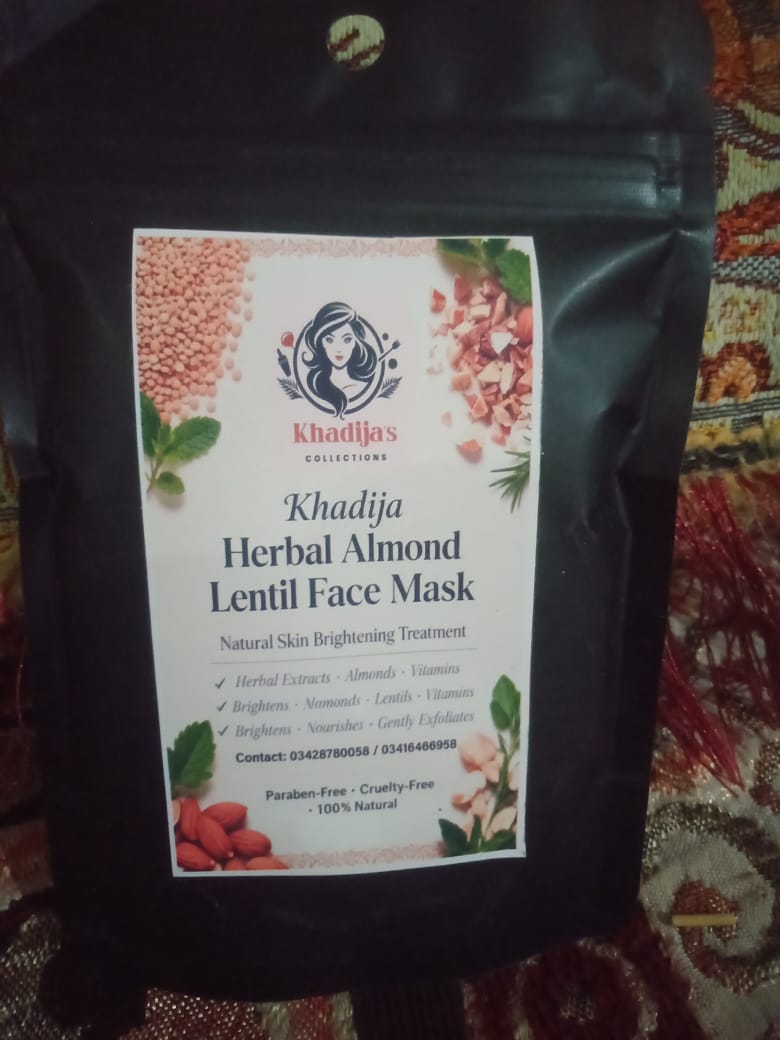 Khadija's
COLLECTIONS
Khadija
Herbal Almond
Lentil Face Mask
Natural Skin Brightening Treatment
✓ Herbal Extracts · Almonds · Vitamins
✓ Brightens · Namonds · Lentils · Vitamins
✓ Brightens · Nourishes · Gently Exfoliates
Contact: 03428780058 / 03416466958
Paraben-Free · Cruelty-Free
· 100% Natural